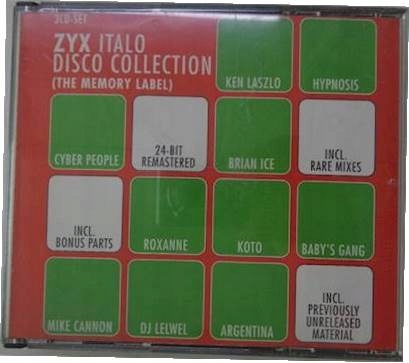 3CD-SET
ZYX ITALO
DISCO COLLECTION
(THE MEMORY LABEL)
KEN LASZLO
HYPNOSIS
CYBER PEOPLE
24-BIT
REMASTERED
BRIAN ICE
INCL.
RARE MIXES
INCL.
BONUS PARTS
ROXANNE
KOTO
BABY'S GANG
MIKE CANNON
DJ LELWEL
ARGENTINA
INCL.
PREVIOUSLY
UNRELEASED
MATERIAL